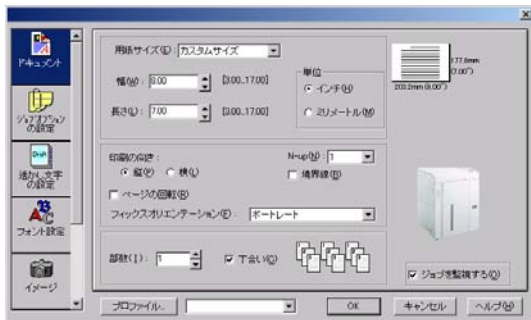 ドキュメント
ジョブオプション
の設定
Draft
透かし文字
の設定
フォント設定
イメージ
用紙サイズ(E): カスタムサイズ
幅(W): 8.00 [3.00..17.00]
長さ(L): 7.00 [3.00..17.00]
単位
インチ(H)
ミリメートル(M)
177.8mm
(7.00")
203.2mm (8.00")
印刷の向き:
縦(P) 横(L)
ページの回転(R)
N-up(N): 1
境界線(B)
フィックスオリエンテーション(F): ポートレート
部数(I): 1
丁合い(C)
ジョブを監視する(O)
プロファイル..
OK
キャンセル
ヘルプ(H)